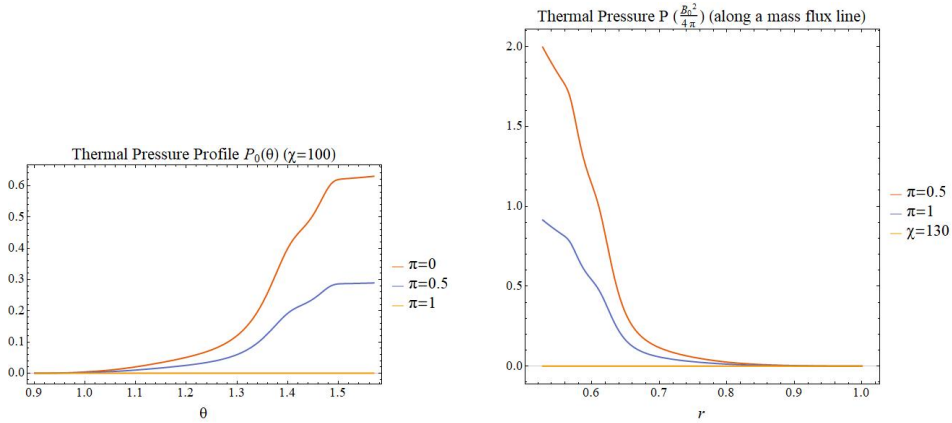 Thermal Pressure Profile P₀(θ) (χ=100)
0.6
0.5
0.4
0.3
0.2
0.1
0.0
0.9 1.0 1.1 1.2 1.3 1.4 1.5
θ
π=0
π=0.5
π=1
Thermal Pressure P (B₀²/4 π) (along a mass flux line)
2.0
1.5
1.0
0.5
0.0
0.6 0.7 0.8 0.9 1.0
r
π=0.5
π=1
χ=130